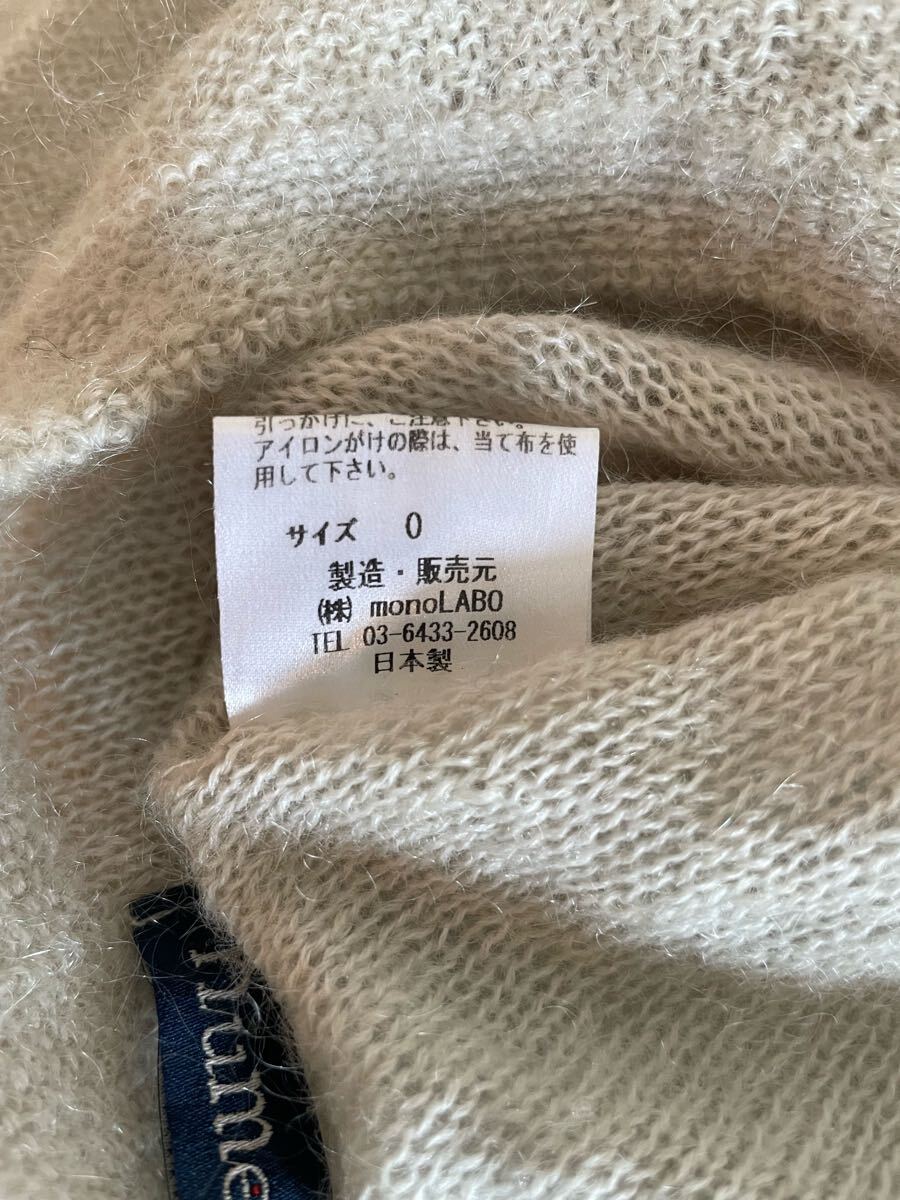 引っかけに、ご注意下さい。
アイロンがけの際は、当て布を使
用して下さい。
サイズ 0
製造・販売元
(株) monoLABO
TEL 03-6433-2608
日本製